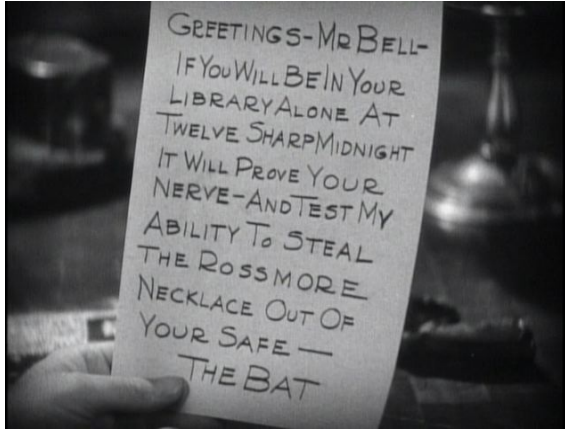 GREETINGS-MR BELL-
IF YOU WILL BE IN YOUR
LIBRARY ALONE AT
TWELVE SHARP MIDNIGHT
IT WILL PROVE YOUR
NERVE-AND TEST MY
ABILITY TO STEAL
THE ROSSMORE
NECKLACE OUT OF
YOUR SAFE —
THE BAT